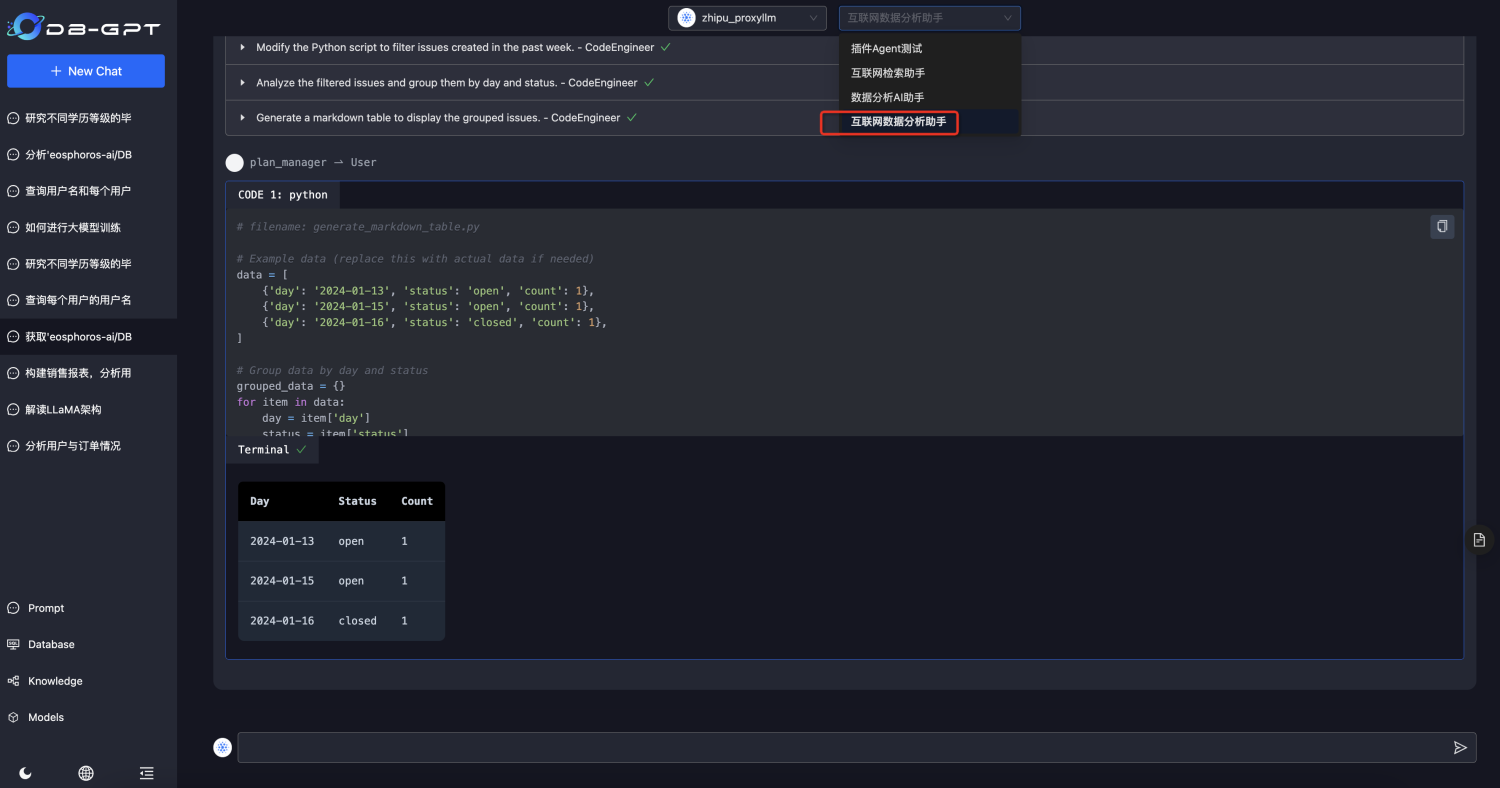 DB-GPT
+ New Chat
研究不同学历等级的毕
分析'eosphoros-ai/DB
查询用户名和每个用户
如何进行大模型训练
研究不同学历等级的毕
查询每个用户的用户名
获取'eosphoros-ai/DB
构建销售报表，分析用
解读LLaMA架构
分析用户与订单情况
Prompt
Database
Knowledge
Models
zhipu_proxyllm
互联网数据分析助手
插件Agent测试
互联网检索助手
数据分析AI助手
互联网数据分析助手
Modify the Python script to filter issues created in the past week. - CodeEngineer ✓
Analyze the filtered issues and group them by day and status. - CodeEngineer ✓
Generate a markdown table to display the grouped issues. - CodeEngineer ✓
plan_manager → User
CODE 1: python
# filename: generate_markdown_table.py
# Example data (replace this with actual data if needed)
data = [
    {'day': '2024-01-13', 'status': 'open', 'count': 1},
    {'day': '2024-01-15', 'status': 'open', 'count': 1},
    {'day': '2024-01-16', 'status': 'closed', 'count': 1},
]
# Group data by day and status
grouped_data = {}
for item in data:
    day = item['day']
    status = item['status']
Terminal ✓
Day Status Count
2024-01-13 open 1
2024-01-15 open 1
2024-01-16 closed 1